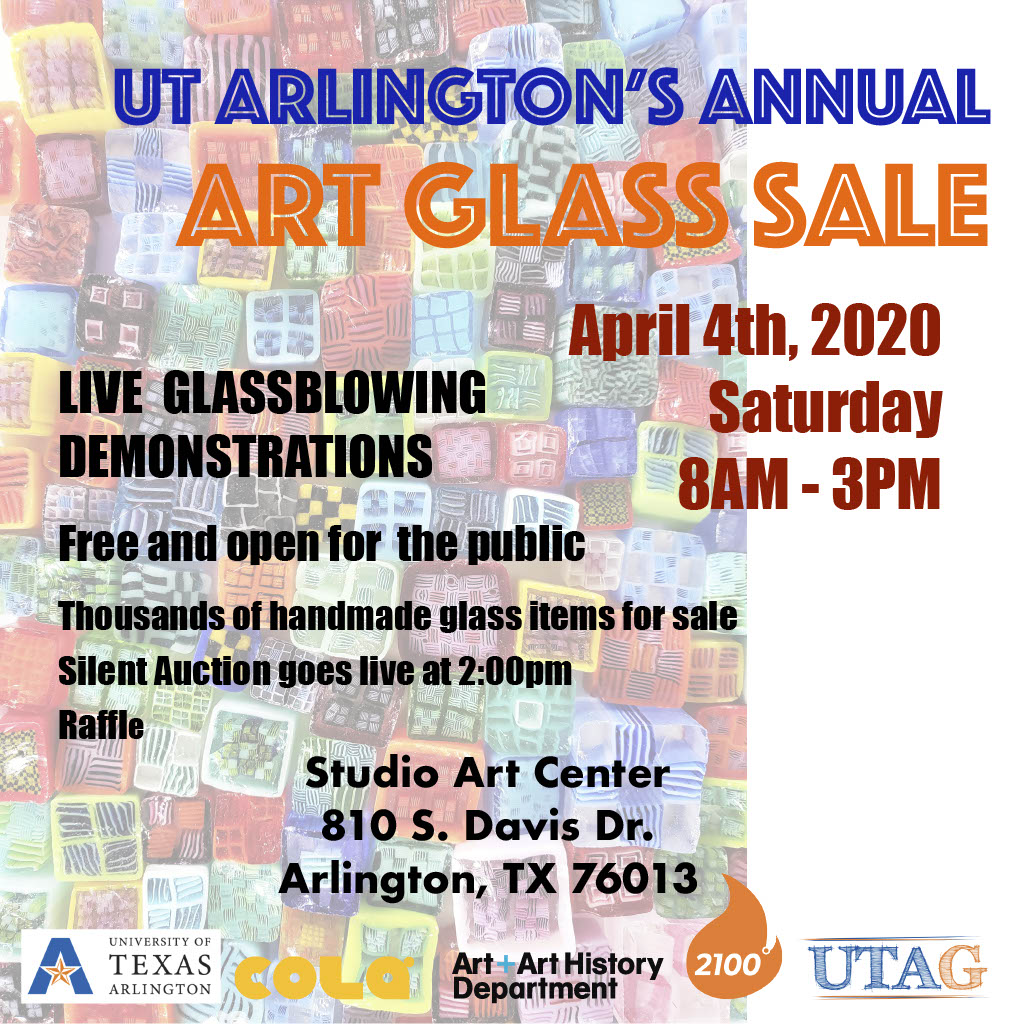 UT ARLINGTON'S ANNUAL
ART GLASS SALE
April 4th, 2020
Saturday
8AM - 3PM
LIVE GLASSBLOWING
DEMONSTRATIONS
Free and open for the public
Thousands of handmade glass items for sale
Silent Auction goes live at 2:00pm
Raffle
Studio Art Center
810 S. Davis Dr.
Arlington, TX 76013
UNIVERSITY OF
TEXAS
ARLINGTON
A
COLA
Art+Art History
Department
2100°
UTAG